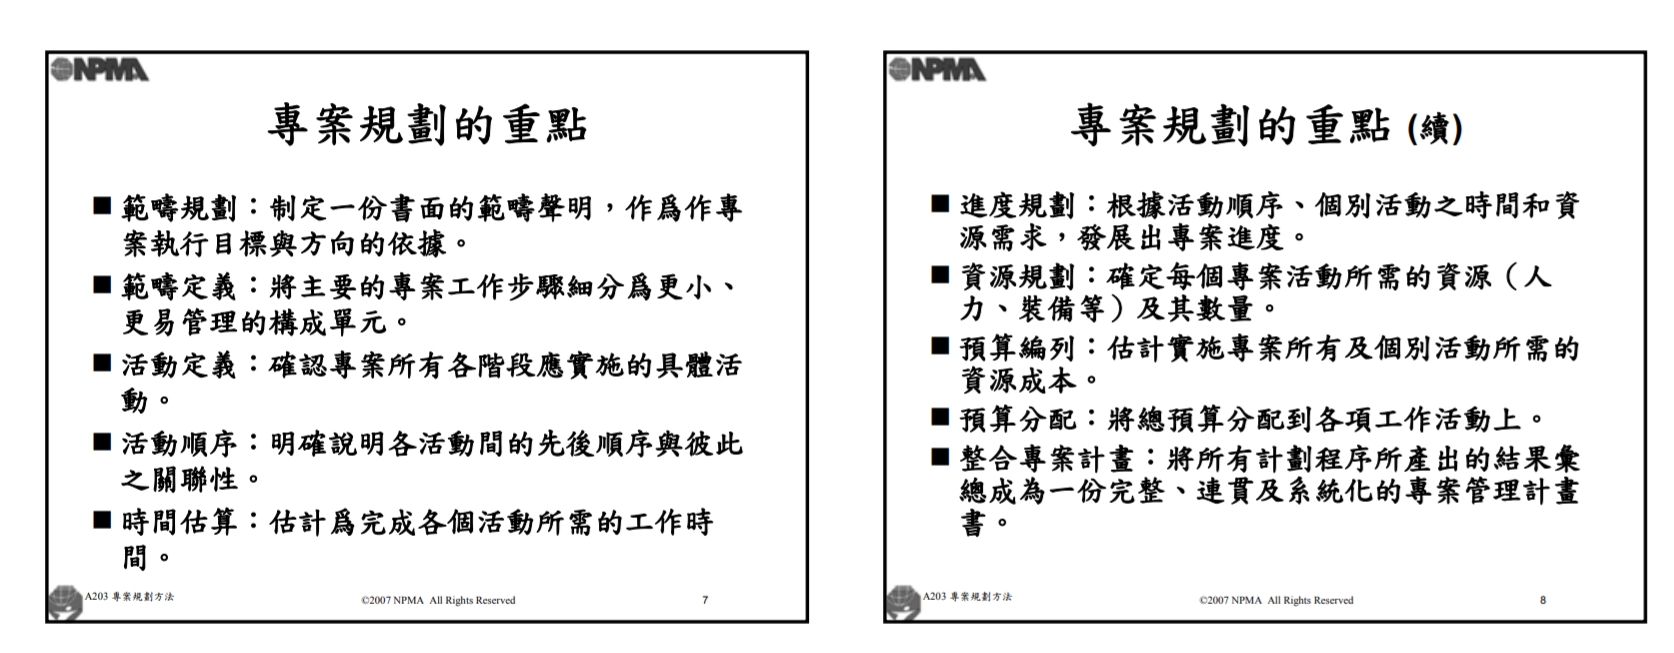 NPMA
專案規劃的重點
■ 範疇規劃：制定一份書面的範疇聲明，作爲作專
案執行目標與方向的依據。
■ 範疇定義：將主要的專案工作步驟細分爲更小、
更易管理的構成單元。
■ 活動定義：確認專案所有各階段應實施的具體活
動。
■ 活動順序：明確說明各活動間的先後順序與彼此
之關聯性。
■ 時間估算：估計爲完成各個活動所需的工作時
間。
A203 專案規劃方法
©2007 NPMA All Rights Reserved
7
NPMA
專案規劃的重點 (續)
■ 進度規劃：根據活動順序、個別活動之時間和資
源需求，發展出專案進度。
■ 資源規劃：確定每個專案活動所需的資源（人
力、裝備等）及其數量。
■ 預算編列：估計實施專案所有及個別活動所需的
資源成本。
■ 預算分配：將總預算分配到各項工作活動上。
■ 整合專案計畫：將所有計劃程序所產出的結果彙
總成為一份完整、連貫及系統化的專案管理計畫
書。
A203 專案規劃方法
©2007 NPMA All Rights Reserved
8